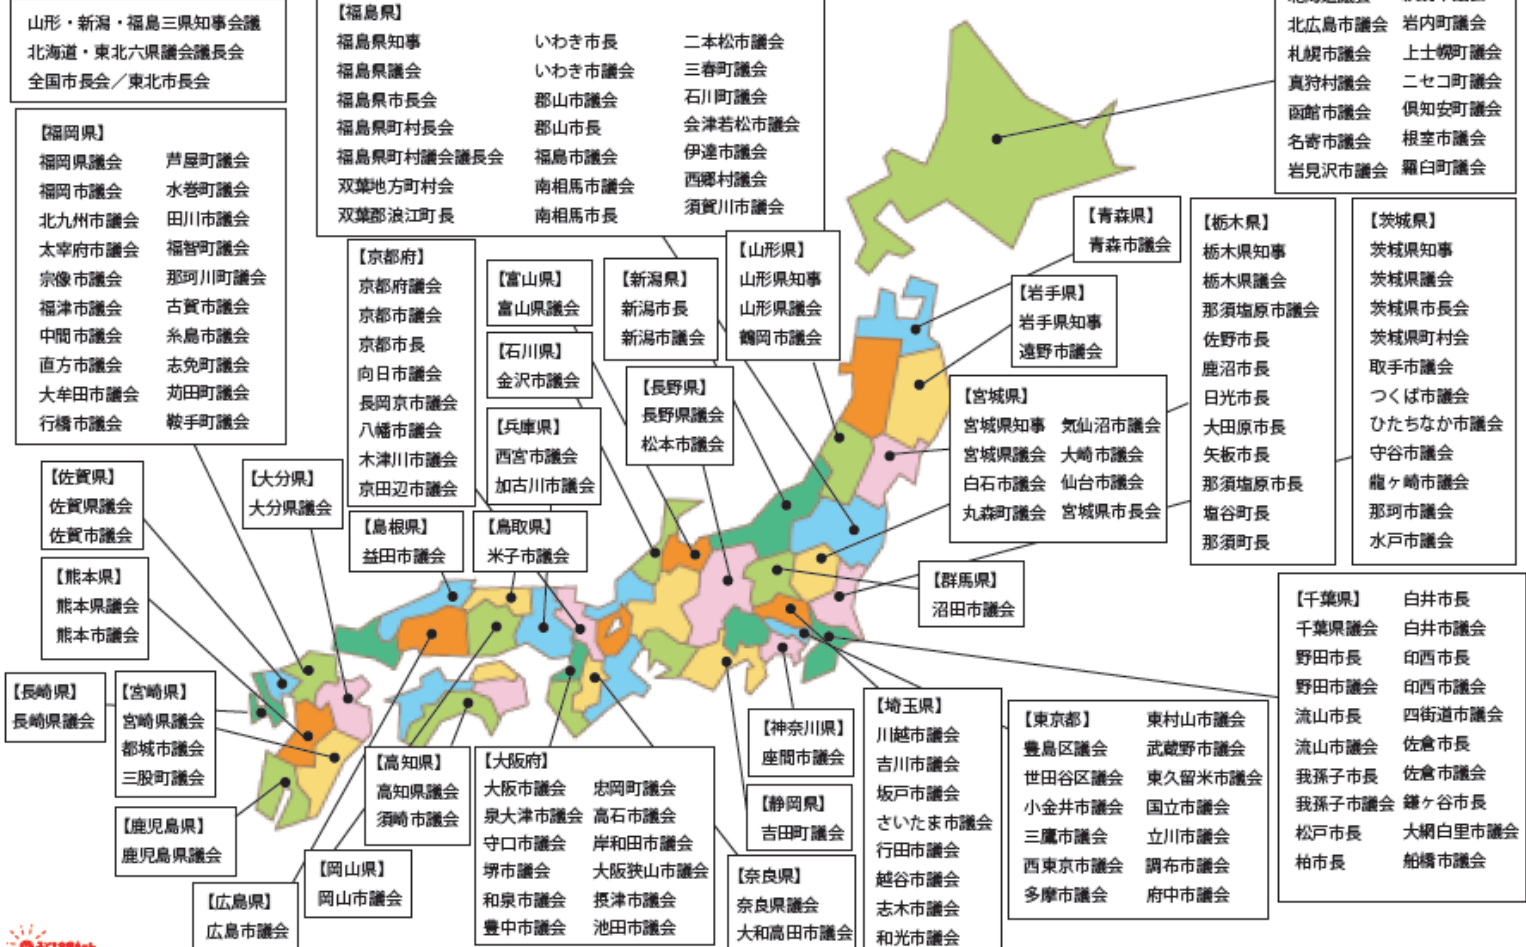 山形・新潟・福島三県知事会議
北海道・東北六県議会議長会
全国市長会／東北市長会
【福岡県】
福岡県議会 芦屋町議会
福岡市議会 水巻町議会
北九州市議会 田川市議会
太宰府市議会 福智町議会
宗像市議会 那珂川町議会
福津市議会 古賀市議会
中間市議会 糸島市議会
直方市議会 志免町議会
大牟田市議会 苅田町議会
行橋市議会 鞍手町議会
【福島県】
福島県知事 いわき市長 二本松市議会
福島県議会 いわき市議会 三春町議会
福島県市長会 郡山市議会 石川町議会
福島県町村長会 郡山市長 会津若松市議会
福島県町村議会議長会 福島市議会 伊達市議会
双葉地方町村会 南相馬市議会 西郷村議会
双葉郡浪江町長 南相馬市長 須賀川市議会
北広島市議会 岩内町議会
札幌市議会 上士幌町議会
真狩村議会 ニセコ町議会
函館市議会 倶知安町議会
名寄市議会 根室市議会
岩見沢市議会 羅臼町議会
【京都府】
京都府議会
京都市議会
京都市長
向日市議会
長岡京市議会
八幡市議会
木津川市議会
京田辺市議会
【富山県】
富山県議会
【石川県】
金沢市議会
【兵庫県】
西宮市議会
加古川市議会
【新潟県】
新潟市長
新潟市議会
【長野県】
長野県議会
松本市議会
【山形県】
山形県知事
山形県議会
鶴岡市議会
【青森県】
青森市議会
【岩手県】
岩手県知事
遠野市議会
【宮城県】
宮城県知事 気仙沼市議会
宮城県議会 大崎市議会
白石市議会 仙台市議会
丸森町議会 宮城県市長会
【栃木県】
栃木県知事
栃木県議会
那須塩原市議会
佐野市長
鹿沼市長
日光市長
大田原市長
矢板市長
那須塩原市長
塩谷町長
那須町長
【茨城県】
茨城県知事
茨城県議会
茨城県市長会
茨城県町村会
取手市議会
つくば市議会
ひたちなか市議会
守谷市議会
龍ヶ崎市議会
那珂市議会
水戸市議会
【佐賀県】
佐賀県議会
佐賀市議会
【大分県】
大分県議会
【島根県】
益田市議会
【鳥取県】
米子市議会
【熊本県】
熊本県議会
熊本市議会
【群馬県】
沼田市議会
【長崎県】
長崎県議会
【宮崎県】
宮崎県議会
都城市議会
三股町議会
【鹿児島県】
鹿児島県議会
【広島県】
広島市議会
【岡山県】
岡山市議会
【高知県】
高知県議会
須崎市議会
【大阪府】
大阪市議会 忠岡町議会
泉大津市議会 高石市議会
守口市議会 岸和田市議会
堺市議会 大阪狭山市議会
和泉市議会 摂津市議会
豊中市議会 池田市議会
【奈良県】
奈良県議会
大和高田市議会
【神奈川県】
座間市議会
【静岡県】
吉田町議会
【埼玉県】
川越市議会
吉川市議会
坂戸市議会
さいたま市議会
行田市議会
越谷市議会
志木市議会
和光市議会
【東京都】 東村山市議会
豊島区議会 武蔵野市議会
世田谷区議会 東久留米市議会
小金井市議会 国立市議会
三鷹市議会 立川市議会
西東京市議会 調布市議会
多摩市議会 府中市議会
【千葉県】 白井市長
千葉県議会 白井市議会
野田市長 印西市長
野田市議会 印西市議会
流山市長 四街道市議会
流山市議会 佐倉市長
我孫子市長 佐倉市議会
我孫子市議会 鎌ヶ谷市長
松戸市長 大網白里市議会
柏市長 船橋市議会